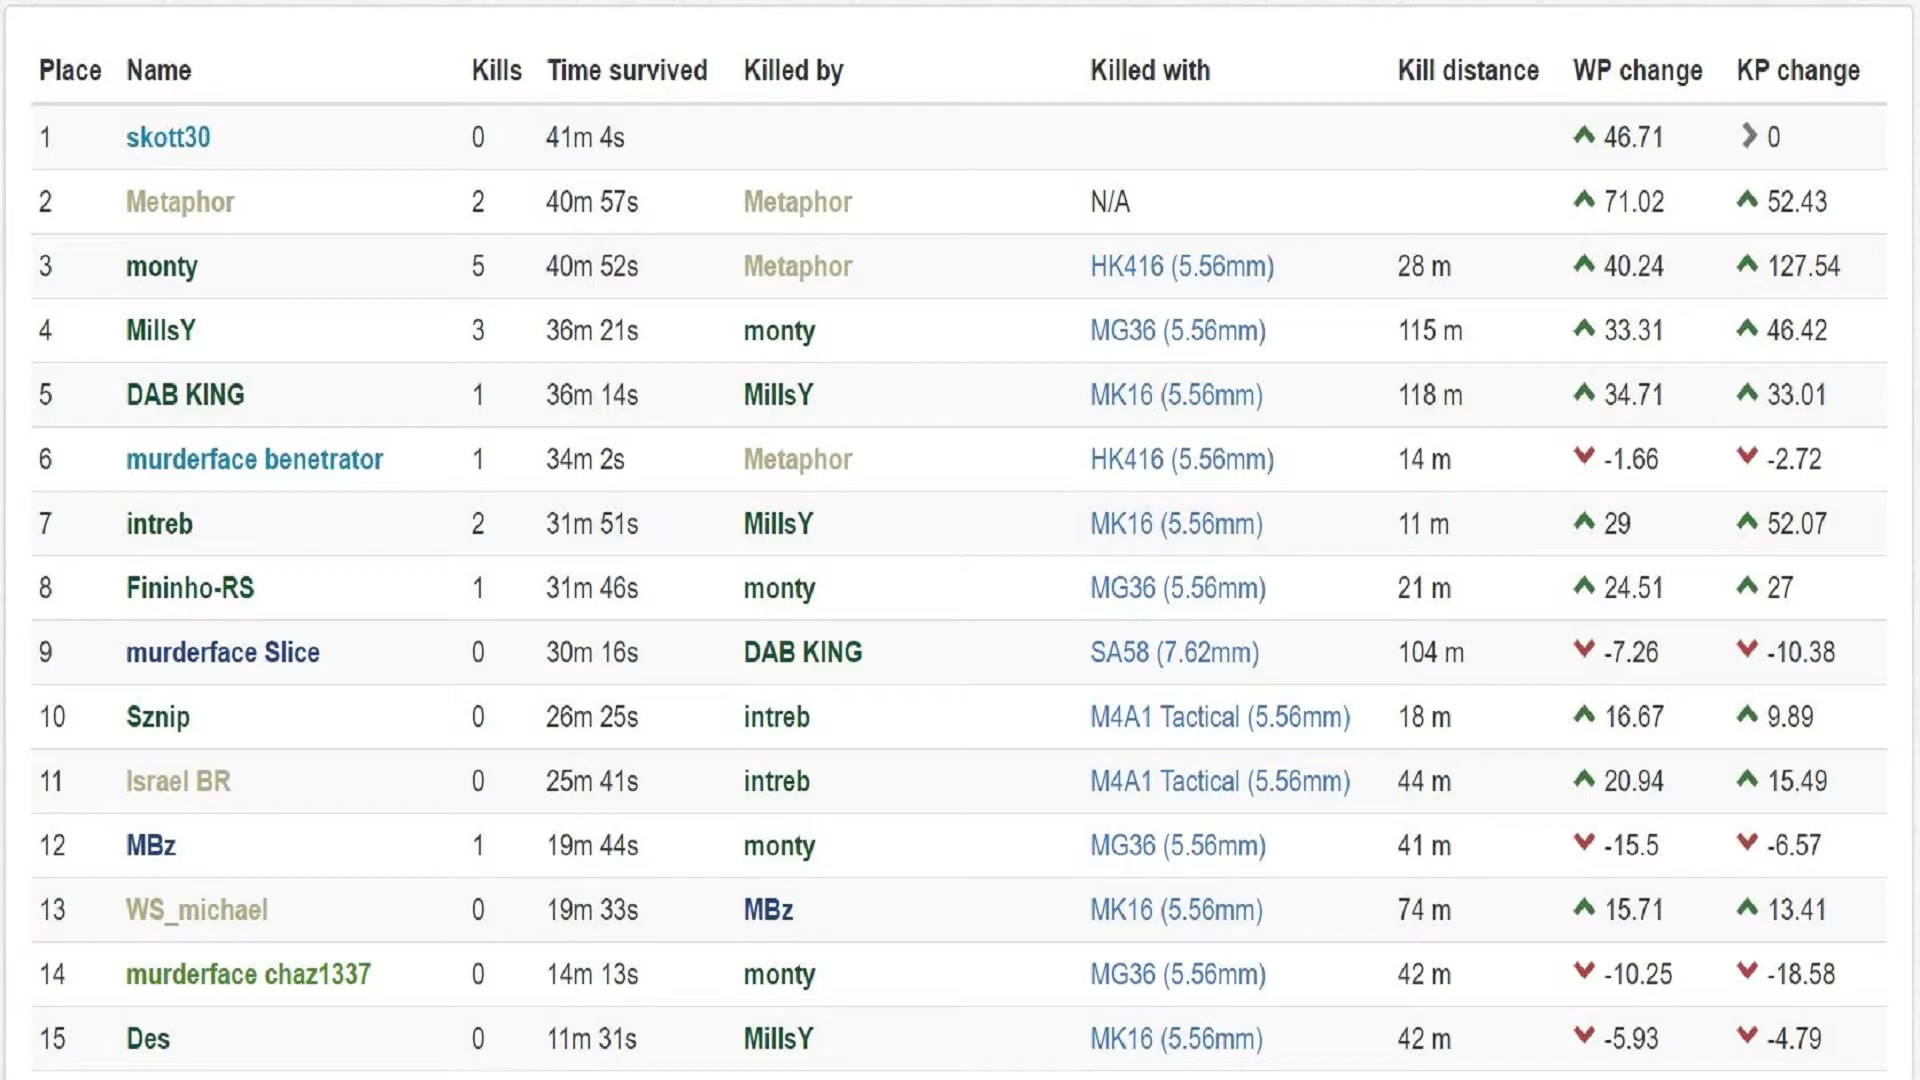 Place Name Kills Time survived Killed by Killed with Kill distance WP change KP change
1 skott30 0 41m 4s 46.71 0
2 Metaphor 2 40m 57s Metaphor N/A 71.02 52.43
3 monty 5 40m 52s Metaphor HK416 (5.56mm) 28 m 40.24 127.54
4 MillsY 3 36m 21s monty MG36 (5.56mm) 115 m 33.31 46.42
5 DAB KING 1 36m 14s MillsY MK16 (5.56mm) 118 m 34.71 33.01
6 murderface benetrator 1 34m 2s Metaphor HK416 (5.56mm) 14 m -1.66 -2.72
7 intreb 2 31m 51s MillsY MK16 (5.56mm) 11 m 29 52.07
8 Fininho-RS 1 31m 46s monty MG36 (5.56mm) 21 m 24.51 27
9 murderface Slice 0 30m 16s DAB KING SA58 (7.62mm) 104 m -7.26 -10.38
10 Sznip 0 26m 25s intreb M4A1 Tactical (5.56mm) 18 m 16.67 9.89
11 Israel BR 0 25m 41s intreb M4A1 Tactical (5.56mm) 44 m 20.94 15.49
12 MBz 1 19m 44s monty MG36 (5.56mm) 41 m -15.5 -6.57
13 WS_michael 0 19m 33s MBz MK16 (5.56mm) 74 m 15.71 13.41
14 murderface chaz1337 0 14m 13s monty MG36 (5.56mm) 42 m -10.25 -18.58
15 Des 0 11m 31s MillsY MK16 (5.56mm) 42 m -5.93 -4.79